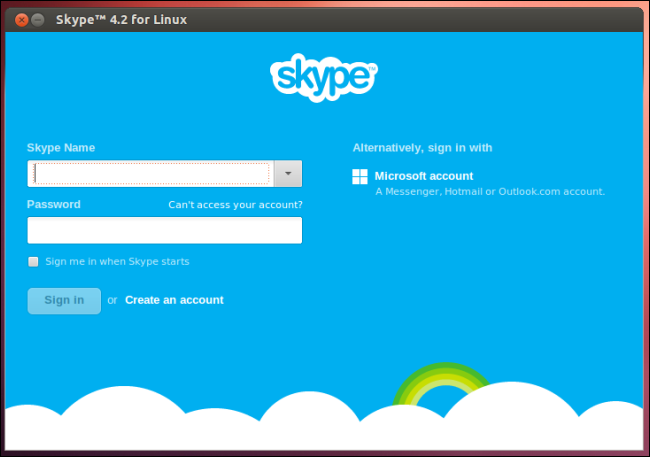 Skype™ 4.2 for Linux
skype™
Skype Name
Alternatively, sign in with
Microsoft account
A Messenger, Hotmail or Outlook.com account.
Password
Can't access your account?
Sign me in when Skype starts
Sign in or Create an account